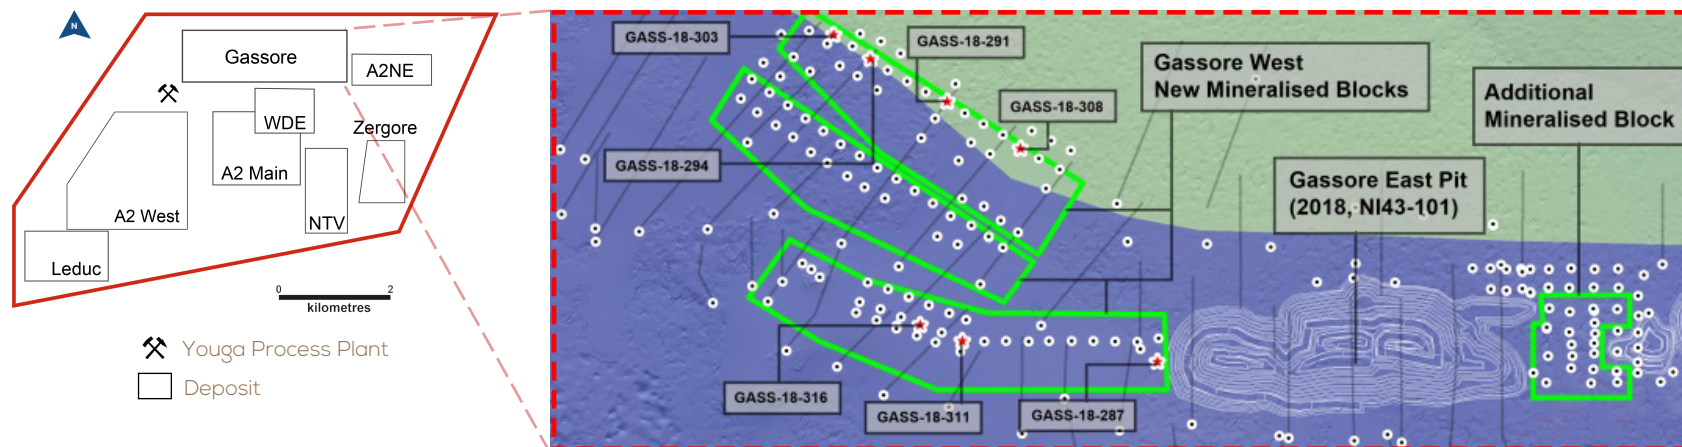 N
Gassore
A2NE
WDE
Zergore
A2 Main
A2 West
NTV
Leduc
0 2
kilometres
Youga Process Plant
Deposit
GASS-18-303
GASS-18-291
GASS-18-308
GASS-18-294
Gassore West
New Mineralised Blocks
Additional
Mineralised Block
Gassore East Pit
(2018, NI43-101)
GASS-18-316
GASS-18-311
GASS-18-287